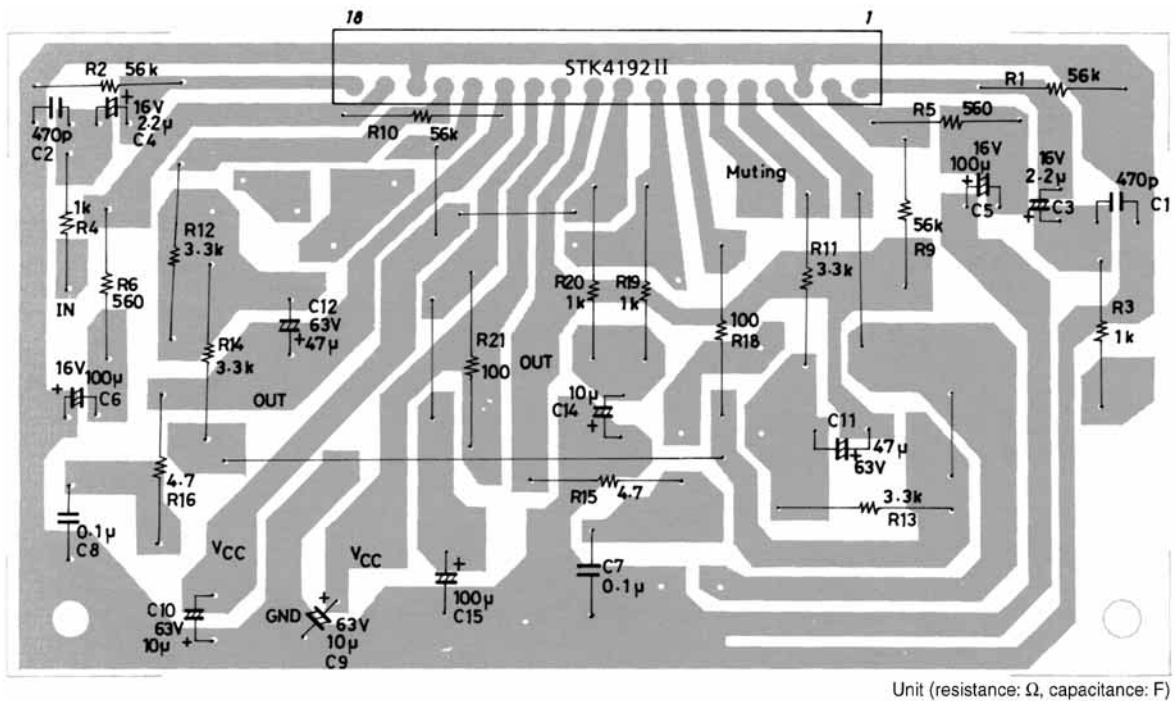 18
1
STK4192II
R2
56k
16V
2.2μ
C4
470p
C2
R10
56k
R1
56k
R5
560
16V
100μ
C5
16V
2.2μ
C3
470p
C1
Muting
1k
R4
R12
3.3k
56k
R9
R11
3.3k
IN
R6
560
C12
63V
47μ
R14
3.3k
R20
1k
R19
1k
100
R18
R3
1k
R21
100
OUT
16V
100μ
C6
OUT
10μ
C14
C11
47μ
63V
4.7
R16
R15
4.7
3.3k
R13
0.1μ
C8
VCC
VCC
C7
0.1μ
100μ
C15
C10
63V
10μ
GND
63V
10μ
C9
Unit (resistance: Ω, capacitance: F)